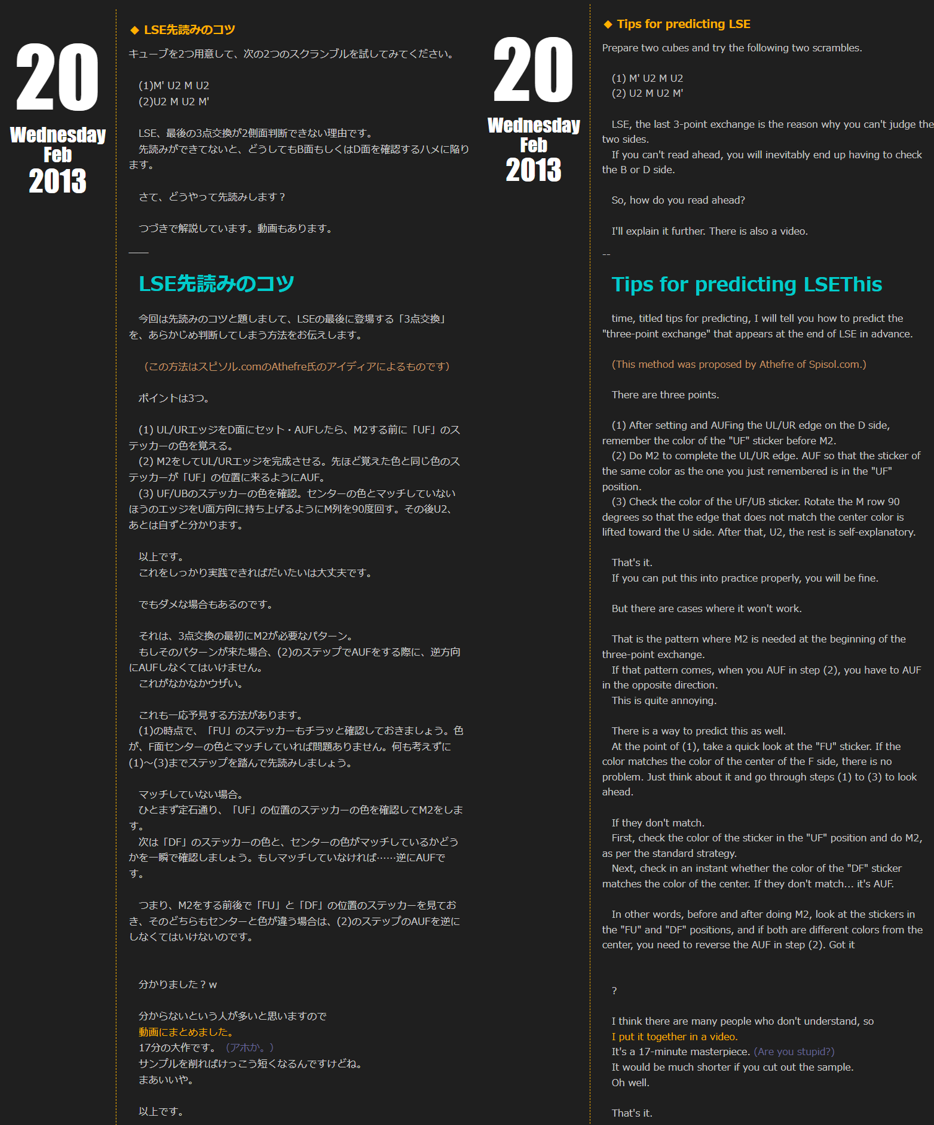 20
Wednesday
Feb
2013
◆ LSE先読みのコツ
キューブを2つ用意して、次の2つのスクランブルを試してみてください。
(1)M' U2 M U2
(2)U2 M U2 M'
LSE、最後の3点交換が2側面判断できない理由です。
先読みができてないと、どうしてもB面もしくはD面を確認するハメに陥り
ます。
さて、どうやって先読みします？
つづきで解説しています。動画もあります。
――
LSE先読みのコツ
今回は先読みのコツと題しまして、LSEの最後に登場する「3点交換」
を、あらかじめ判断してしまう方法をお伝えします。
（この方法はスピソル.comのAthefre氏のアイディアによるものです）
ポイントは3つ。
(1) UL/URエッジをD面にセット・AUFしたら、M2する前に「UF」のス
テッカーの色を覚える。
(2) M2をしてUL/URエッジを完成させる。先ほど覚えた色と同じ色のス
テッカーが「UF」の位置に来るようにAUF。
(3) UF/UBのステッカーの色を確認。センターの色とマッチしていない
ほうのエッジをU面方向に持ち上げるようにM列を90度回す。その後U2、
あとは自ずと分かります。
以上です。
これをしっかり実践できればだいたいは大丈夫です。
でもダメな場合もあるのです。
それは、3点交換の最初にM2が必要なパターン。
もしそのパターンが来た場合、(2)のステップでAUFをする際に、逆方向
にAUFしなくてはいけません。
これがなかなかウザい。
これも一応予見する方法があります。
(1)の時点で、「FU」のステッカーもチラッと確認しておきましょう。色
が、F面センターの色とマッチしていれば問題ありません。何も考えずに
(1)～(3)までステップを踏んで先読みしましょう。
マッチしていない場合。
ひとまず定石通り、「UF」の位置のステッカーの色を確認してM2をしま
す。
次は「DF」のステッカーの色と、センターの色がマッチしているかどう
かを一瞬で確認しましょう。もしマッチしていなければ……逆にAUFで
す。
つまり、M2をする前後で「FU」と「DF」の位置のステッカーを見てお
き、そのどちらもセンターと色が違う場合は、(2)のステップのAUFを逆に
しなくてはいけないのです。
分かりました？w
分からないという人が多いと思いますので
動画にまとめました。
17分の大作です。（アホか。）
サンプルを削ればけっこう短くなるんですけどね。
まあいいや。
以上です。
20
Wednesday
Feb
2013
◆ Tips for predicting LSE
Prepare two cubes and try the following two scrambles.
(1) M' U2 M U2
(2) U2 M U2 M'
LSE, the last 3-point exchange is the reason why you can't judge the
two sides.
If you can't read ahead, you will inevitably end up having to check
the B or D side.
So, how do you read ahead?
I'll explain it further. There is also a video.
--
Tips for predicting LSEThis
time, titled tips for predicting, I will tell you how to predict the
"three-point exchange" that appears at the end of LSE in advance.
(This method was proposed by Athefre of Spisol.com.)
There are three points.
(1) After setting and AUFing the UL/UR edge on the D side,
remember the color of the "UF" sticker before M2.
(2) Do M2 to complete the UL/UR edge. AUF so that the sticker of
the same color as the one you just remembered is in the "UF"
position.
(3) Check the color of the UF/UB sticker. Rotate the M row 90
degrees so that the edge that does not match the center color is
lifted toward the U side. After that, U2, the rest is self-explanatory.
That's it.
If you can put this into practice properly, you will be fine.
But there are cases where it won't work.
That is the pattern where M2 is needed at the beginning of the
three-point exchange.
If that pattern comes, when you AUF in step (2), you have to AUF
in the opposite direction.
This is quite annoying.
There is a way to predict this as well.
At the point of (1), take a quick look at the "FU" sticker. If the
color matches the color of the center of the F side, there is no
problem. Just think about it and go through steps (1) to (3) to look
ahead.
If they don't match.
First, check the color of the sticker in the "UF" position and do M2,
as per the standard strategy.
Next, check in an instant whether the color of the "DF" sticker
matches the color of the center. If they don't match... it's AUF.
In other words, before and after doing M2, look at the stickers in
the "FU" and "DF" positions, and if both are different colors from the
center, you need to reverse the AUF in step (2). Got it
?
I think there are many people who don't understand, so
I put it together in a video.
It's a 17-minute masterpiece. (Are you stupid?)
It would be much shorter if you cut out the sample.
Oh well.
That's it.